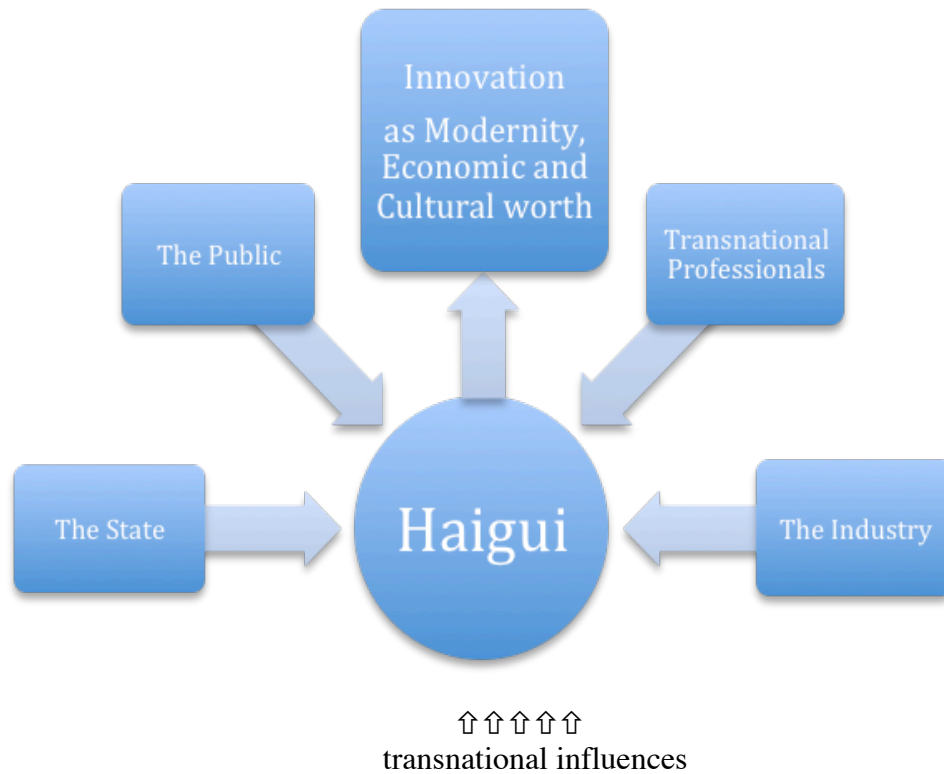 Innovation
as Modernity,
Economic and
Cultural worth
The Public
Transnational
Professionals
The State
Haigui
The Industry
⇧⇧⇧⇧⇧
transnational influences